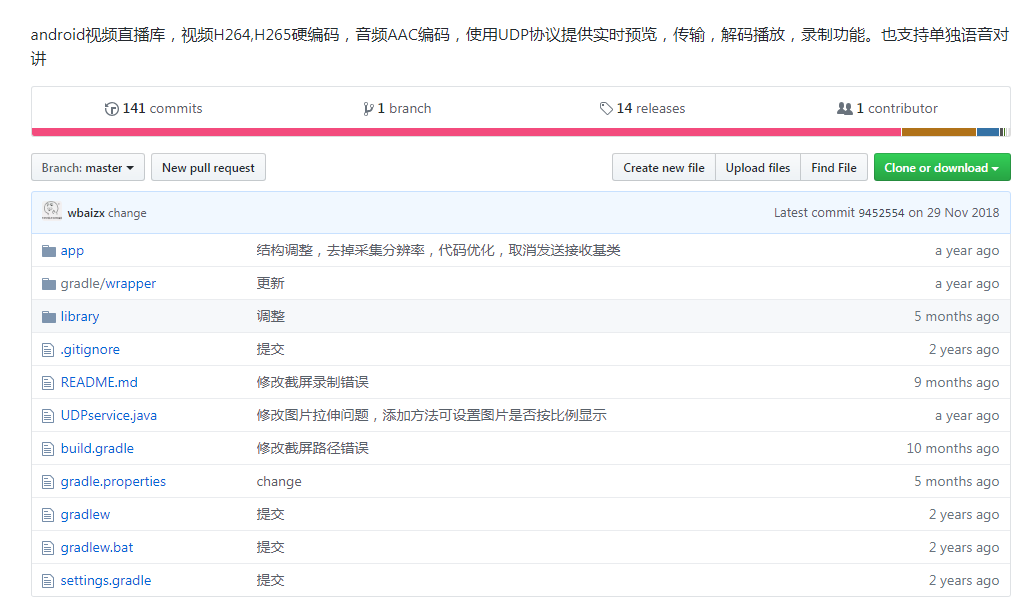 android视频直播库，视频H264,H265硬编码，音频AAC编码，使用UDP协议提供实时预览，传输，解码播放，录制功能。也支持单独语音对
讲
141 commits 1 branch 14 releases 1 contributor
Branch: master New pull request Create new file Upload files Find File Clone or download
wbaizx change Latest commit 9452554 on 29 Nov 2018
app 结构调整，去掉采集分辨率，代码优化，取消发送接收基类 a year ago
gradle/wrapper 更新 a year ago
library 调整 5 months ago
.gitignore 提交 2 years ago
README.md 修改截屏录制错误 9 months ago
UDPservice.java 修改图片拉伸问题，添加方法可设置图片是否按比例显示 a year ago
build.gradle 修改截屏路径错误 10 months ago
gradle.properties change 5 months ago
gradlew 提交 2 years ago
gradlew.bat 提交 2 years ago
settings.gradle 提交 2 years ago